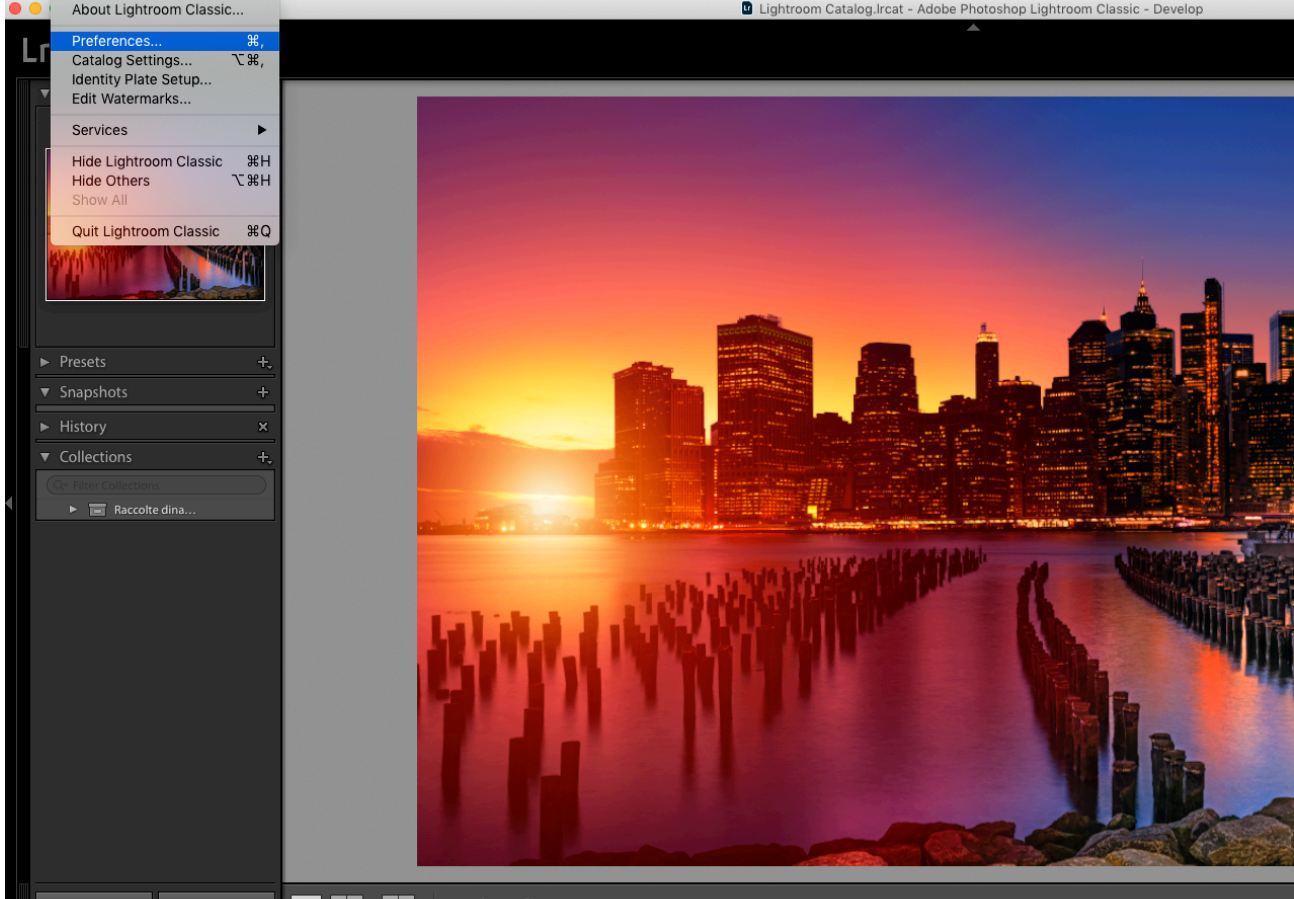 About Lightroom Classic...
Lightroom Catalog.lrcat - Adobe Photoshop Lightroom Classic - Develop
Lr
Preferences... ⌘,
Catalog Settings... ⌥⌘,
Identity Plate Setup...
Edit Watermarks...
Services
Hide Lightroom Classic ⌘H
Hide Others ⌥⌘H
Show All
Quit Lightroom Classic ⌘Q
Presets
Snapshots
History
Collections
Filter Collections
Raccolte dina...